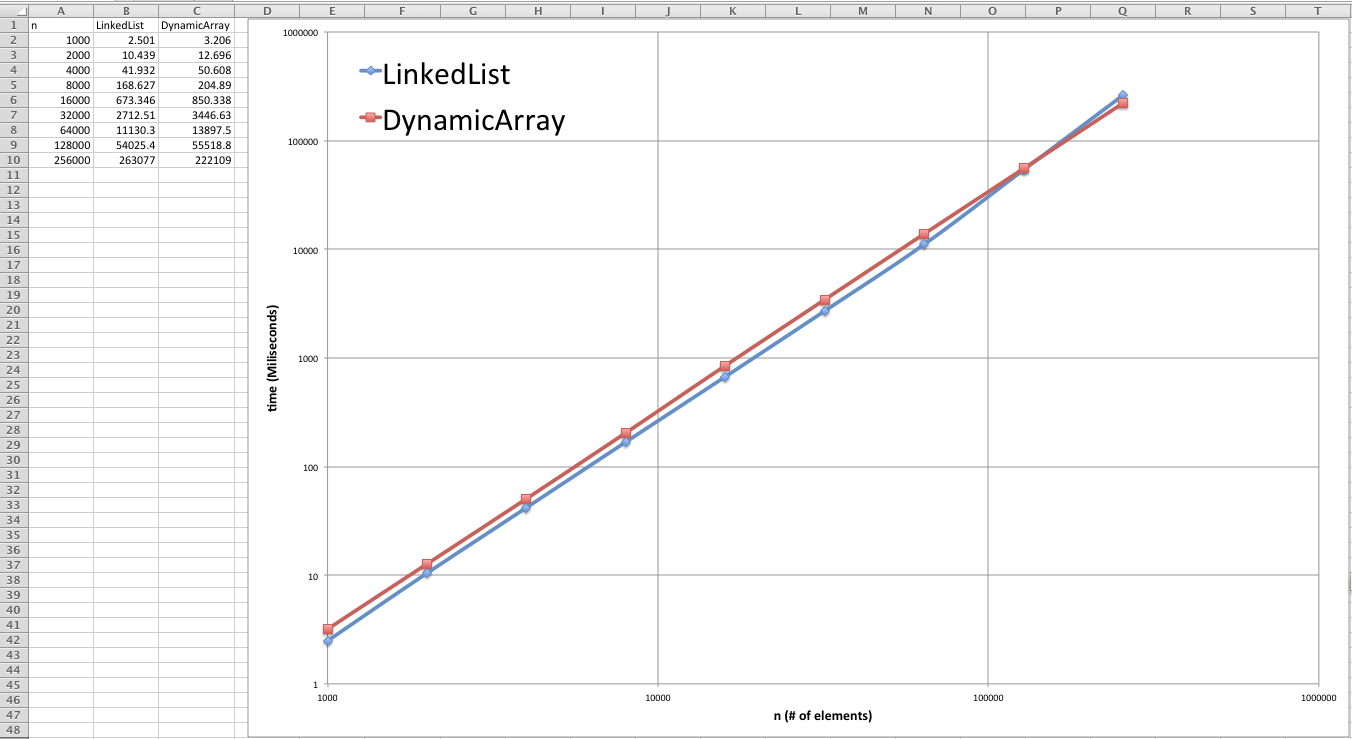 A B C D E F G H I J K L M N O P Q R S T
1 n LinkedList DynamicArray
2 1000 2.501 3.206
3 2000 10.439 12.696
4 4000 41.932 50.608
5 8000 168.627 204.89
6 16000 673.346 850.338
7 32000 2712.51 3446.63
8 64000 11130.3 13897.5
9 128000 54025.4 55518.8
10 256000 263077 222109
11
12
13
14
15
16
17
18
19
20
21
22
23
24
25
26
27
28
29
30
31
32
33
34
35
36
37
38
39
40
41
42
43
44
45
46
47
48
LinkedList
DynamicArray
1000000
100000
10000
1000
100
10
1
time (Miliseconds)
1000 10000 100000 1000000
n (# of elements)